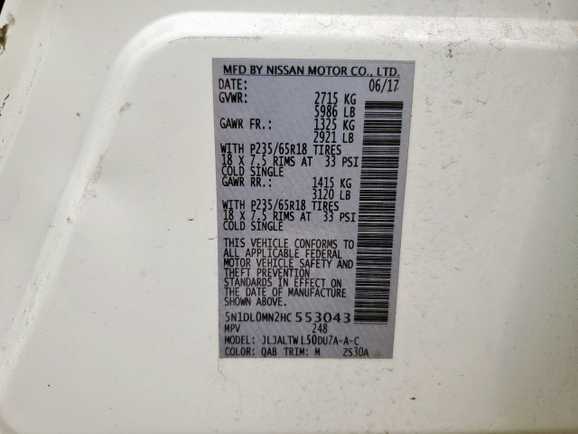 MFD BY NISSAN MOTOR CO., LTD.
DATE: 06/17
GVWR: 2715 KG
5986 LB
GAWR FR.: 1325 KG
2921 LB
WITH P235/65R18 TIRES
18 X 7.5 RIMS AT 33 PSI
COLD SINGLE
GAWR RR.: 1415 KG
3120 LB
WITH P235/65R18 TIRES
18 X 7.5 RIMS AT 33 PSI
COLD SINGLE
THIS VEHICLE CONFORMS TO
ALL APPLICABLE FEDERAL
MOTOR VEHICLE SAFETY AND
THEFT PREVENTION
STANDARDS IN EFFECT ON
THE DATE OF MANUFACTURE
SHOWN ABOVE.
5N1DL0MN2HC 553043
MPV 248
MODEL: JLJALTWL50DU7A-A-C
COLOR: QAB TRIM: M 2S30A